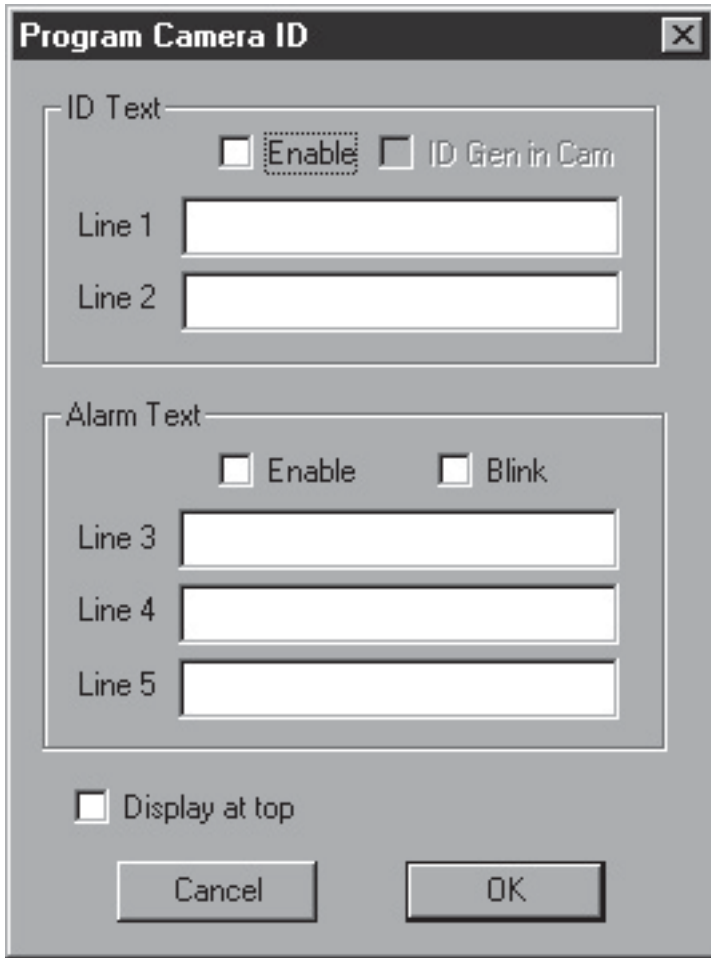 Program Camera ID
ID Text
Enable ID Gen in Cam
Line 1
Line 2
Alarm Text
Enable Blink
Line 3
Line 4
Line 5
Display at top
Cancel OK